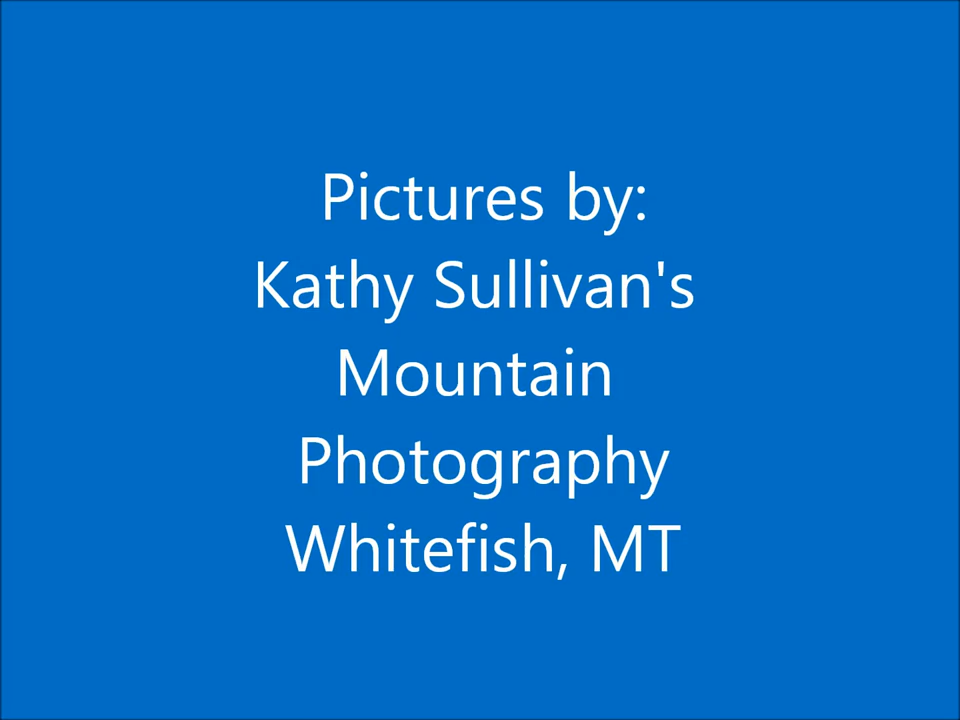 Pictures by:
Kathy Sullivan's
Mountain
Photography
Whitefish, MT